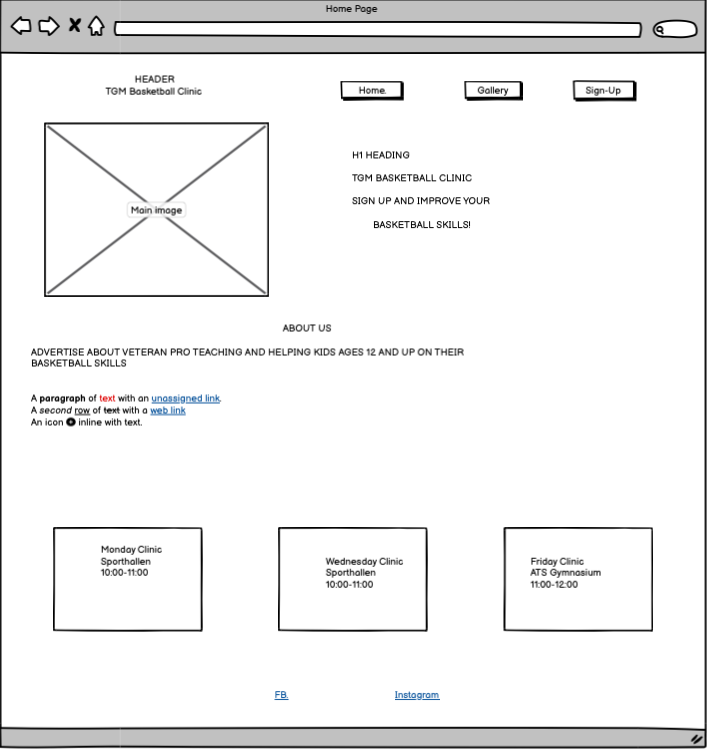 Home Page
HEADER
TGM Basketball Clinic
Home.
Gallery
Sign-Up
Main image
H1 HEADING
TGM BASKETBALL CLINIC
SIGN UP AND IMPROVE YOUR
BASKETBALL SKILLS!
ABOUT US
ADVERTISE ABOUT VETERAN PRO TEACHING AND HELPING KIDS AGES 12 AND UP ON THEIR
BASKETBALL SKILLS
A paragraph of text with an unassigned link.
A second row of text with a web link
An icon inline with text.
Monday Clinic
Sporthallen
10:00-11:00
Wednesday Clinic
Sporthallen
10:00-11:00
Friday Clinic
ATS Gymnasium
11:00-12:00
FB.
Instagram